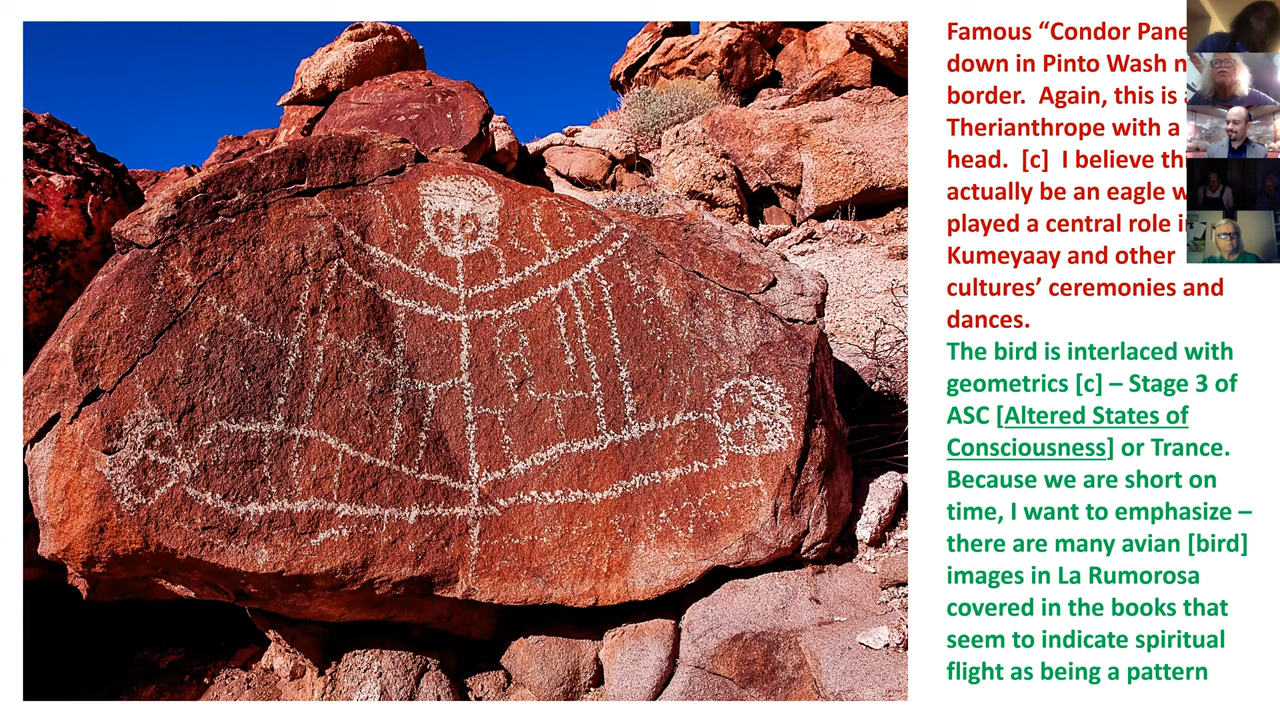 Famous “Condor Pane
down in Pinto Wash n
border.  Again, this is
Therianthrope with a
head.  [c]  I believe th
actually be an eagle w
played a central role i
Kumeyaay and other
cultures’ ceremonies and
dances.
The bird is interlaced with
geometrics [c] – Stage 3 of
ASC [Altered States of
Consciousness] or Trance.
Because we are short on
time, I want to emphasize –
there are many avian [bird]
images in La Rumorosa
covered in the books that
seem to indicate spiritual
flight as being a pattern